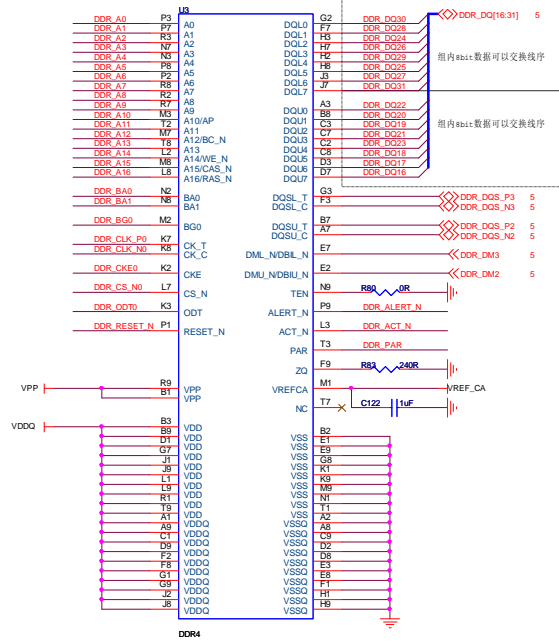 U3
DDR_A0 P3 A0
DDR_A1 P7 A1
DDR_A2 R3 A2
DDR_A3 N7 A3
DDR_A4 N3 A4
DDR_A5 P8 A5
DDR_A6 P2 A6
DDR_A7 R8 A7
DDR_A8 R2 A8
DDR_A9 R7 A9
DDR_A10 M3 A10/AP
DDR_A11 T2 A11
DDR_A12 M7 A12/BC_N
DDR_A13 T8 A13
DDR_A14 L2 A14/WE_N
DDR_A15 M8 A15/CAS_N
DDR_A16 L8 A16/RAS_N
DDR_BA0 N2 BA0
DDR_BA1 N8 BA1
DDR_BG0 M2 BG0
DDR_CLK_P0 K7 CK_T
DDR_CLK_N0 K8 CK_C
DDR_CKE0 K2 CKE
DDR_CS_N0 L7 CS_N
DDR_ODT0 K3 ODT
DDR_RESET_N P1 RESET_N
VPP R9 VPP
B1 VPP
VDDQ B3 VDD
B9 VDD
D1 VDD
G7 VDD
J1 VDD
J9 VDD
L1 VDD
L9 VDD
R1 VDD
T9 VDD
A1 VDDQ
A9 VDDQ
C1 VDDQ
D9 VDDQ
F2 VDDQ
F8 VDDQ
G1 VDDQ
G9 VDDQ
J2 VDDQ
J8 VDDQ
DQL0 G2 DDR_DQ30 DDR_DQ[16:31] 5
DQL1 F7 DDR_DQ28
DQL2 H3 DDR_DQ24
DQL3 H7 DDR_DQ26
组内8bit数据可以交换线序
DQL4 H2 DDR_DQ29
DQL5 H8 DDR_DQ25
DQL6 J3 DDR_DQ27
DQL7 J7 DDR_DQ31
DQU0 A3 DDR_DQ22
DQU1 B8 DDR_DQ20
DQU2 C3 DDR_DQ19
组内8bit数据可以交换线序
DQU3 C7 DDR_DQ21
DQU4 C2 DDR_DQ23
DQU5 C8 DDR_DQ18
DQU6 D3 DDR_DQ17
DQU7 D7 DDR_DQ16
DQSL_T G3 DDR_DQS_P3 5
DQSL_C F3 DDR_DQS_N3 5
DQSU_T B7 DDR_DQS_P2 5
DQSU_C A7 DDR_DQS_N2 5
DML_N/DBIL_N E7 DDR_DM3 5
DMU_N/DBIU_N E2 DDR_DM2 5
TEN N9 R80 0R
ALERT_N P9 DDR_ALERT_N
ACT_N L3 DDR_ACT_N
PAR T3 DDR_PAR
ZQ F9 R83 240R
VREFCA M1 VREF_CA
NC T7 C122 1uF
VSS B2
VSS E1
VSS E9
VSS G8
VSS K1
VSS K9
VSS M9
VSS N1
VSS T1
VSSQ A2
VSSQ A8
VSSQ C9
VSSQ D2
VSSQ D8
VSSQ E3
VSSQ E8
VSSQ F1
VSSQ H1
VSSQ H9
DDR4